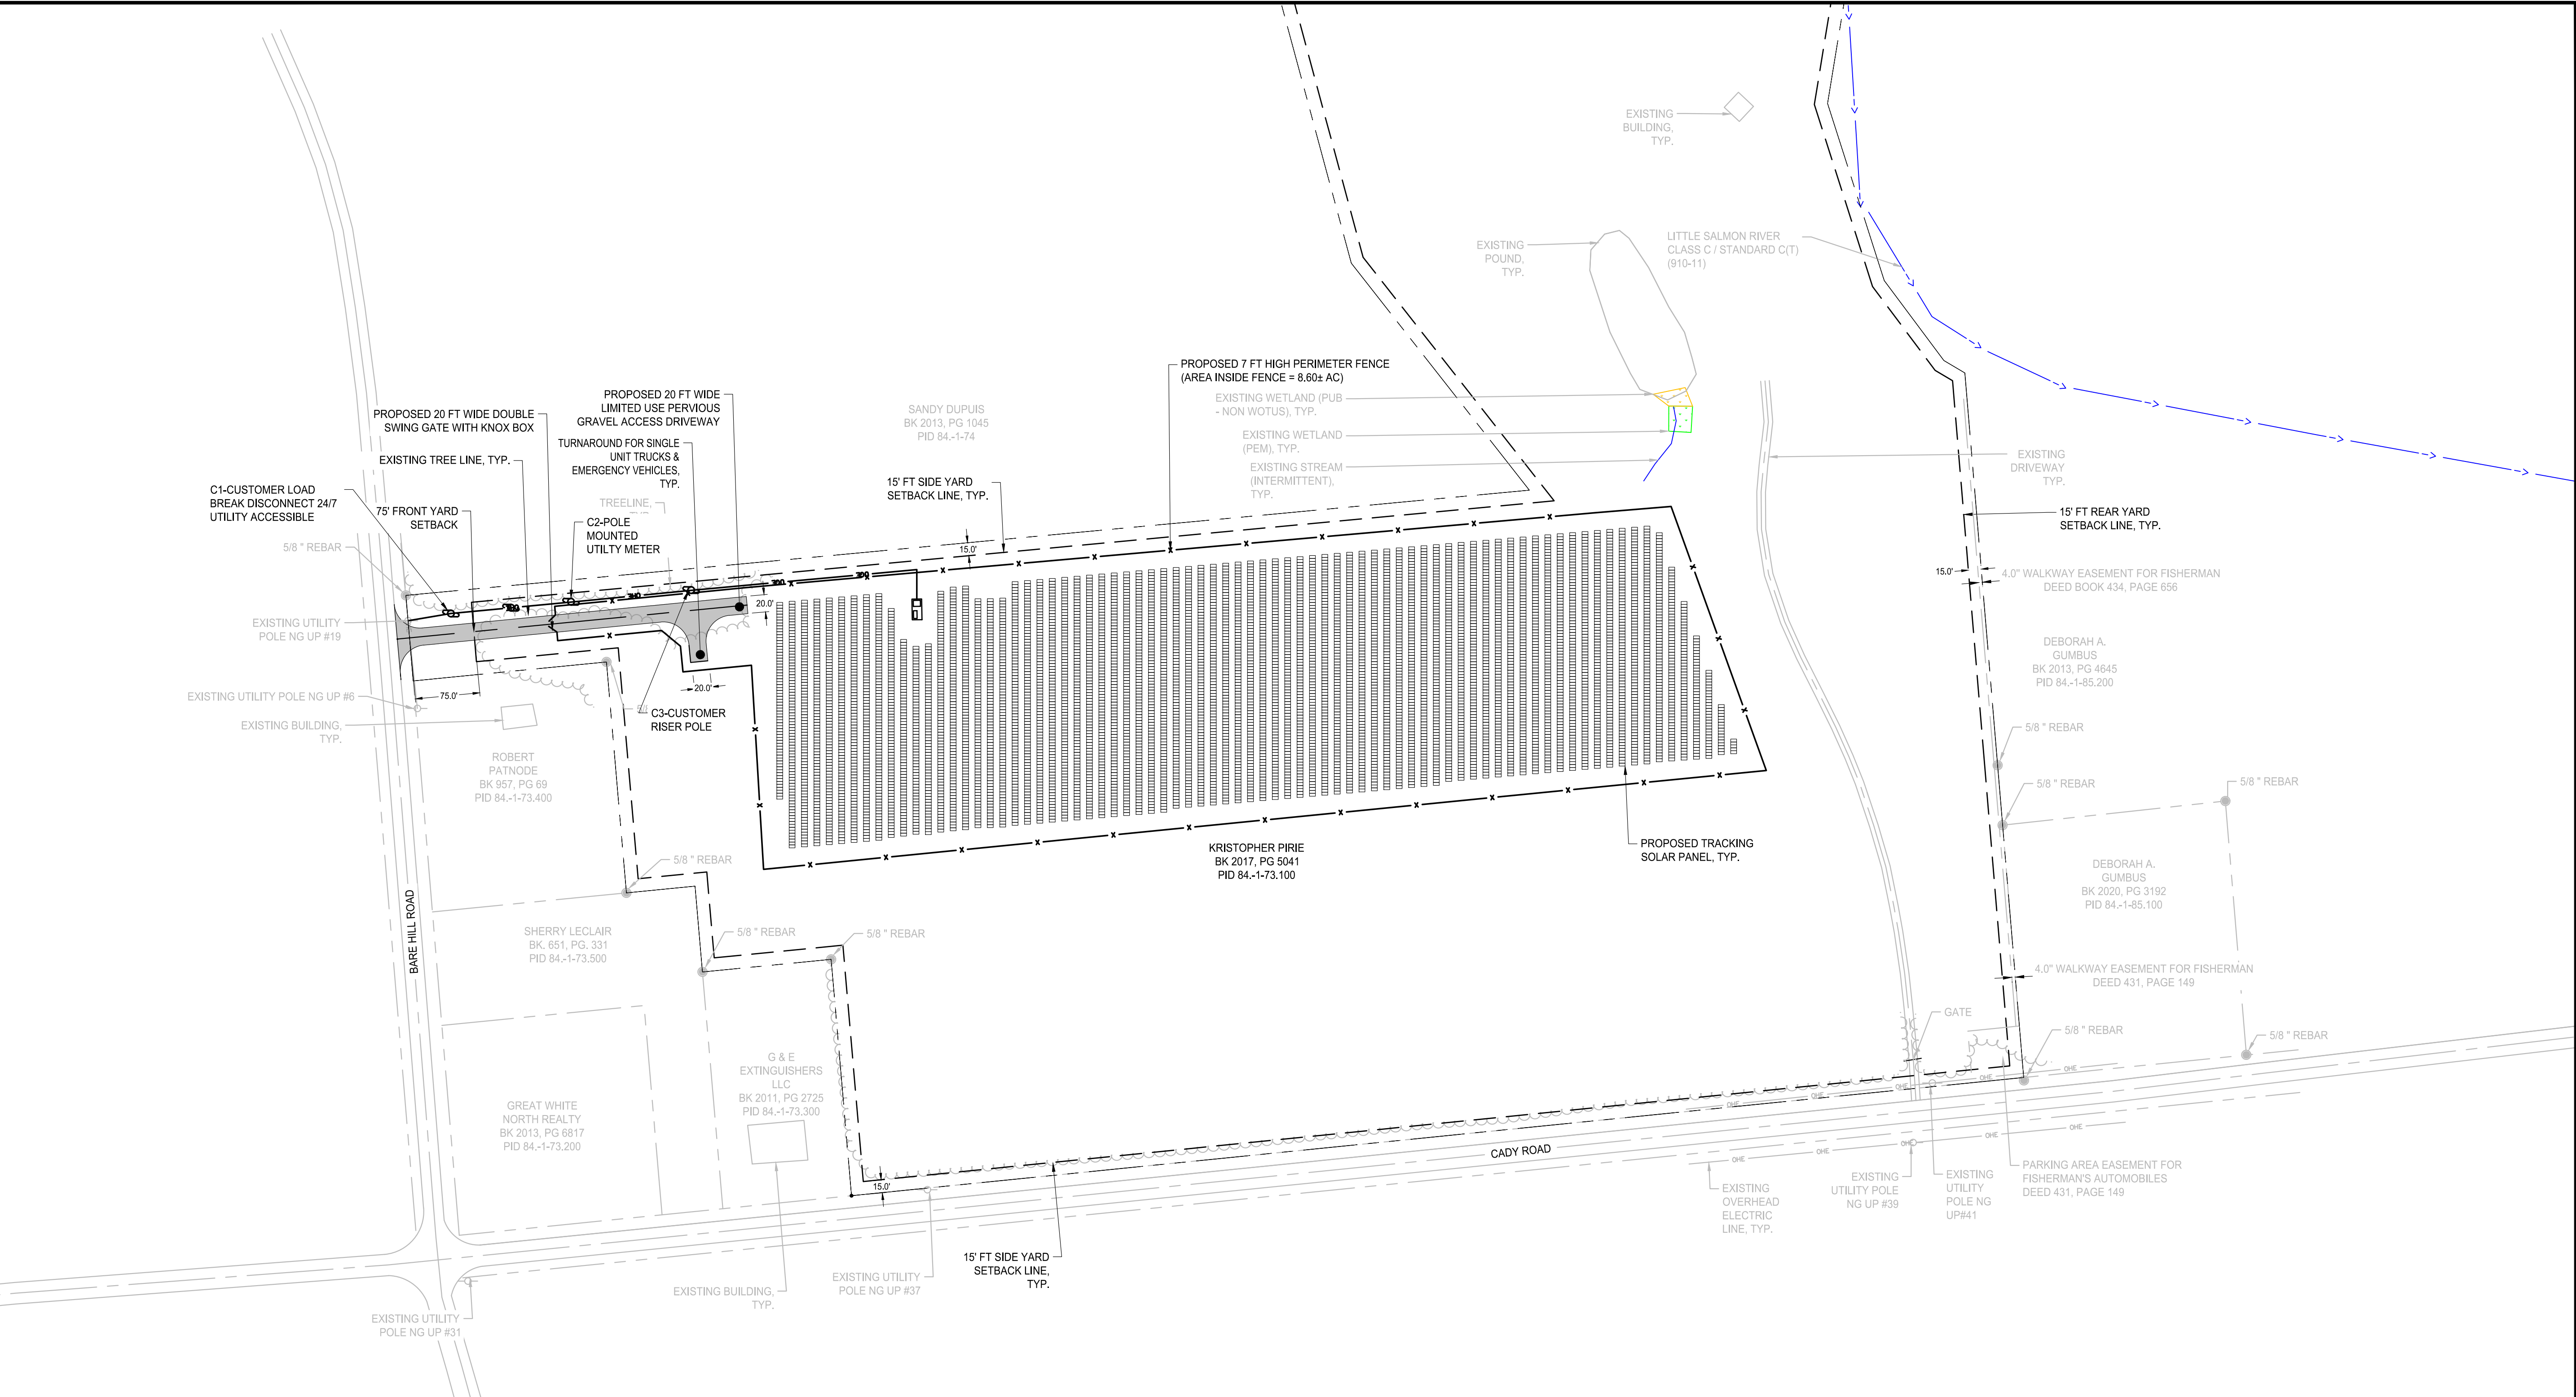 EXISTING
BUILDING,
TYP.
EXISTING
POUND,
TYP.
LITTLE SALMON RIVER
CLASS C / STANDARD C(T)
(910-11)
PROPOSED 7 FT HIGH PERIMETER FENCE
(AREA INSIDE FENCE = 8.60± AC)
EXISTING WETLAND (PUB
- NON WOTUS), TYP.
EXISTING WETLAND
(PEM), TYP.
EXISTING STREAM
(INTERMITTENT),
TYP.
EXISTING
DRIVEWAY
TYP.
PROPOSED 20 FT WIDE
LIMITED USE PERVIOUS
GRAVEL ACCESS DRIVEWAY
PROPOSED 20 FT WIDE DOUBLE
SWING GATE WITH KNOX BOX
TURNAROUND FOR SINGLE
UNIT TRUCKS &
EMERGENCY VEHICLES,
TYP.
EXISTING TREE LINE, TYP.
SANDY DUPUIS
BK 2013, PG 1045
PID 84.-1-74
C1-CUSTOMER LOAD
BREAK DISCONNECT 24/7
UTILITY ACCESSIBLE
75' FRONT YARD
SETBACK
TREELINE,
C2-POLE
MOUNTED
UTILTY METER
15' FT SIDE YARD
SETBACK LINE, TYP.
15' FT REAR YARD
SETBACK LINE, TYP.
5/8 " REBAR
15.0'
15.0'
4.0" WALKWAY EASEMENT FOR FISHERMAN
DEED BOOK 434, PAGE 656
20.0'
EXISTING UTILITY
POLE NG UP #19
DEBORAH A.
GUMBUS
BK 2013, PG 4645
PID 84.-1-85.200
EXISTING UTILITY POLE NG UP #6
75.0'
20.0'
C3-CUSTOMER
RISER POLE
EXISTING BUILDING,
TYP.
5/8 " REBAR
ROBERT
PATNODE
BK 957, PG 69
PID 84.-1-73.400
5/8 " REBAR
5/8 " REBAR
KRISTOPHER PIRIE
BK 2017, PG 5041
PID 84.-1-73.100
PROPOSED TRACKING
SOLAR PANEL, TYP.
5/8 " REBAR
DEBORAH A.
GUMBUS
BK 2020, PG 3192
PID 84.-1-85.100
BARE HILL ROAD
SHERRY LECLAIR
BK. 651, PG. 331
PID 84.-1-73.500
5/8 " REBAR
5/8 " REBAR
4.0" WALKWAY EASEMENT FOR FISHERMAN
DEED 431, PAGE 149
GATE
5/8 " REBAR
5/8 " REBAR
G & E
EXTINGUISHERS
LLC
BK 2011, PG 2725
PID 84.-1-73.300
GREAT WHITE
NORTH REALTY
BK 2013, PG 6817
PID 84.-1-73.200
OHE
OHE
OHE
OHE
OHE
OHE
OHE
OHE
OHE
CADY ROAD
15.0'
EXISTING
OVERHEAD
ELECTRIC
LINE, TYP.
EXISTING
UTILITY POLE
NG UP #39
EXISTING
UTILITY
POLE NG
UP#41
PARKING AREA EASEMENT FOR
FISHERMAN'S AUTOMOBILES
DEED 431, PAGE 149
15' FT SIDE YARD
SETBACK LINE,
TYP.
EXISTING UTILITY
POLE NG UP #37
EXISTING BUILDING,
TYP.
EXISTING UTILITY
POLE NG UP #31